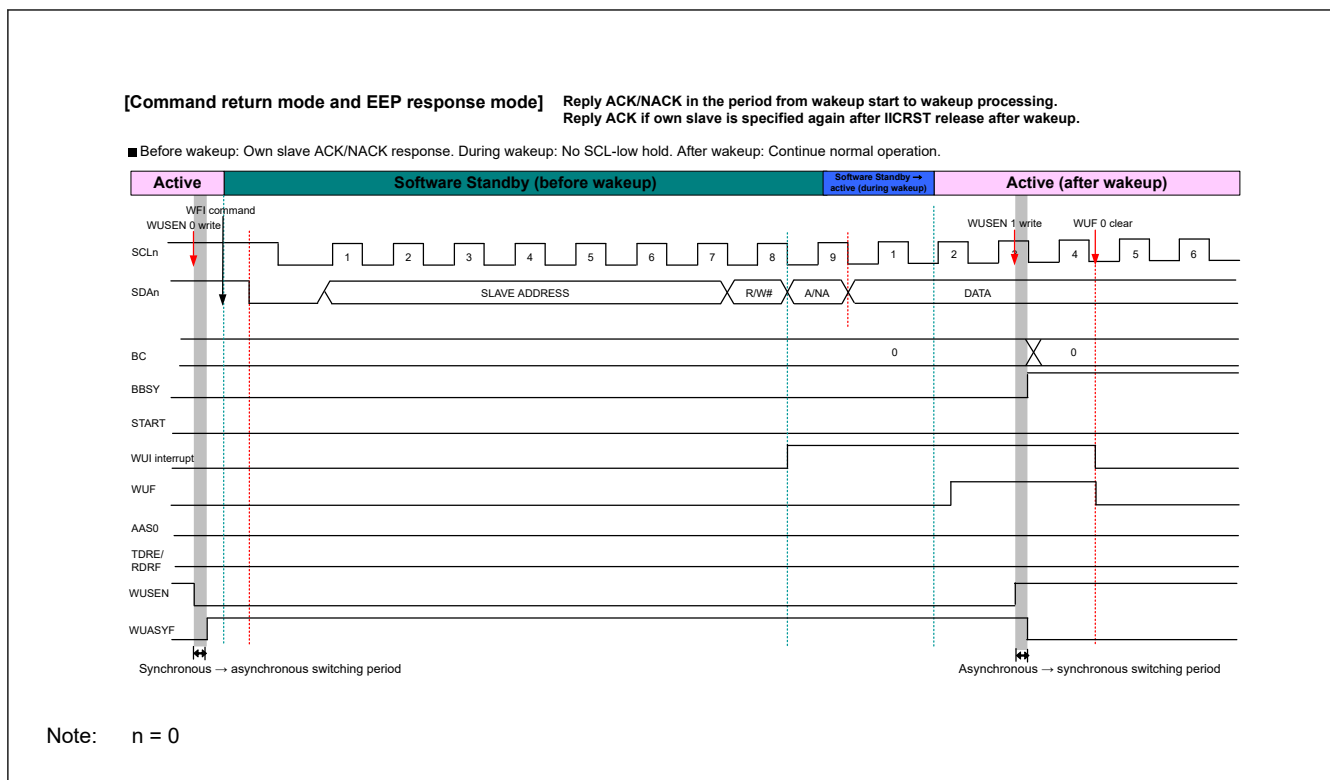 [Command return mode and EEP response mode] Reply ACK/NACK in the period from wakeup start to wakeup processing.
Reply ACK if own slave is specified again after IICRST release after wakeup.
■ Before wakeup: Own slave ACK/NACK response. During wakeup: No SCL-low hold. After wakeup: Continue normal operation.
Active Software Standby (before wakeup) Software Standby → active (during wakeup) Active (after wakeup)
WFI command
WUSEN 0 write WUSEN 1 write WUF 0 clear
SCLn 1 2 3 4 5 6 7 8 9 1 2 3 4 5 6
SDAn SLAVE ADDRESS R/W# A/NA DATA
BC 0 0
BBSY
START
WUI interrupt
WUF
AAS0
TDRE/
RDRF
WUSEN
WUASYF
Synchronous → asynchronous switching period Asynchronous → synchronous switching period
Note: n = 0